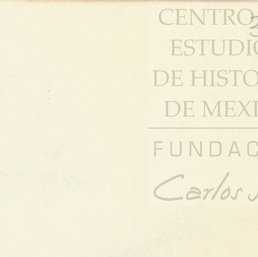 CENTRO
ESTUDIO
DE HISTO
DE MEXI
FUNDAC
Carlos